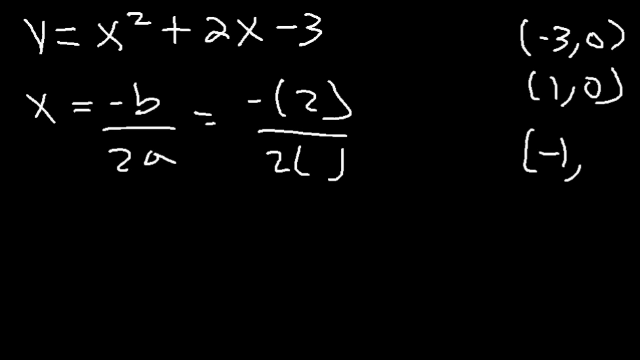 y = x² + 2x - 3
(-3, 0)
(1, 0)
x = -b/2a = -(2)/2( )
(-1,